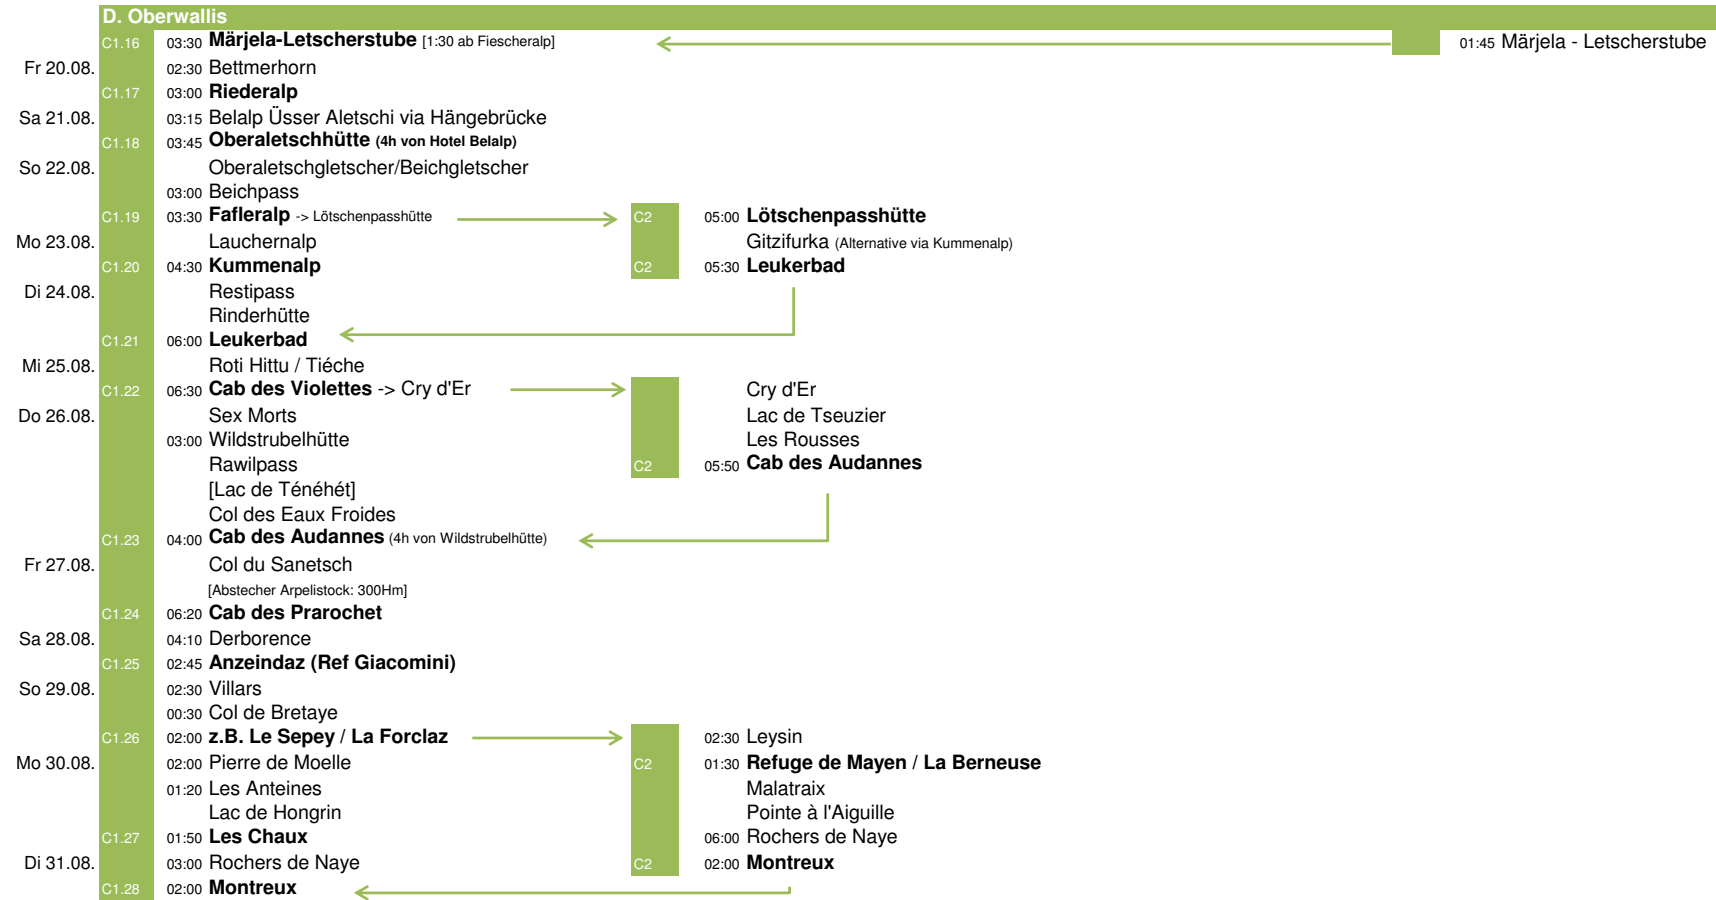 D. Oberwallis
C1.16 03:30 Märjela-Letscherstube [1:30 ab Fiescheralp] 01:45 Märjela - Letscherstube
Fr 20.08. 02:30 Bettmerhorn
C1.17 03:00 Riederalp
Sa 21.08. 03:15 Belalp Üsser Aletschi via Hängebrücke
C1.18 03:45 Oberaletschhütte (4h von Hotel Belalp)
So 22.08. Oberaletschgletscher/Beichgletscher
03:00 Beichpass
C1.19 03:30 Fafleralp -> Lötschenpasshütte C2 05:00 Lötschenpasshütte
Mo 23.08. Lauchernalp Gitzifurka (Alternative via Kummenalp)
C1.20 04:30 Kummenalp C2 05:30 Leukerbad
Di 24.08. Restipass
Rinderhütte
C1.21 06:00 Leukerbad
Mi 25.08. Roti Hittu / Tiéche
C1.22 06:30 Cab des Violettes -> Cry d'Er Cry d'Er
Do 26.08. Sex Morts Lac de Tseuzier
03:00 Wildstrubelhütte Les Rousses
Rawilpass C2 05:50 Cab des Audannes
[Lac de Ténéhét]
Col des Eaux Froides
C1.23 04:00 Cab des Audannes (4h von Wildstrubelhütte)
Fr 27.08. Col du Sanetsch
[Abstecher Arpelistock: 300Hm]
C1.24 06:20 Cab des Prarochet
Sa 28.08. 04:10 Derborence
C1.25 02:45 Anzeindaz (Ref Giacomini)
So 29.08. 02:30 Villars
00:30 Col de Bretaye
C1.26 02:00 z.B. Le Sepey / La Forclaz 02:30 Leysin
Mo 30.08. 02:00 Pierre de Moelle C2 01:30 Refuge de Mayen / La Berneuse
01:20 Les Anteines Malatraix
Lac de Hongrin Pointe à l'Aiguille
C1.27 01:50 Les Chaux 06:00 Rochers de Naye
Di 31.08. 03:00 Rochers de Naye C2 02:00 Montreux
C1.28 02:00 Montreux